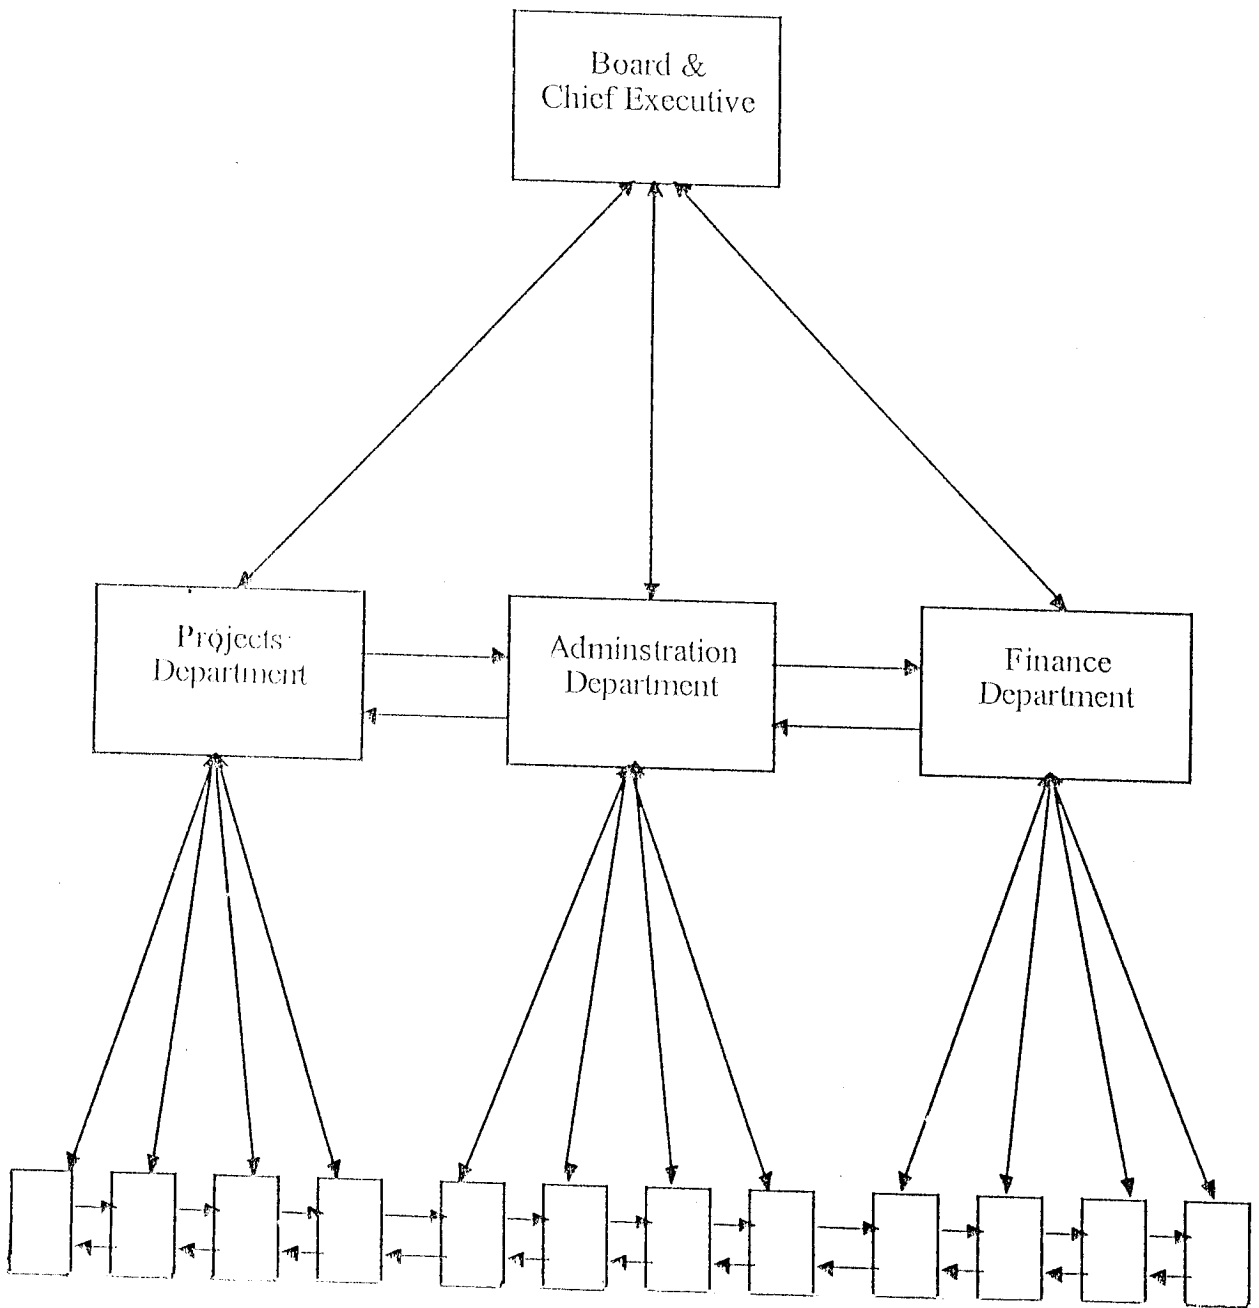 Board &
Chief Executive
Projects
Department
Adminstration
Department
Finance
Department